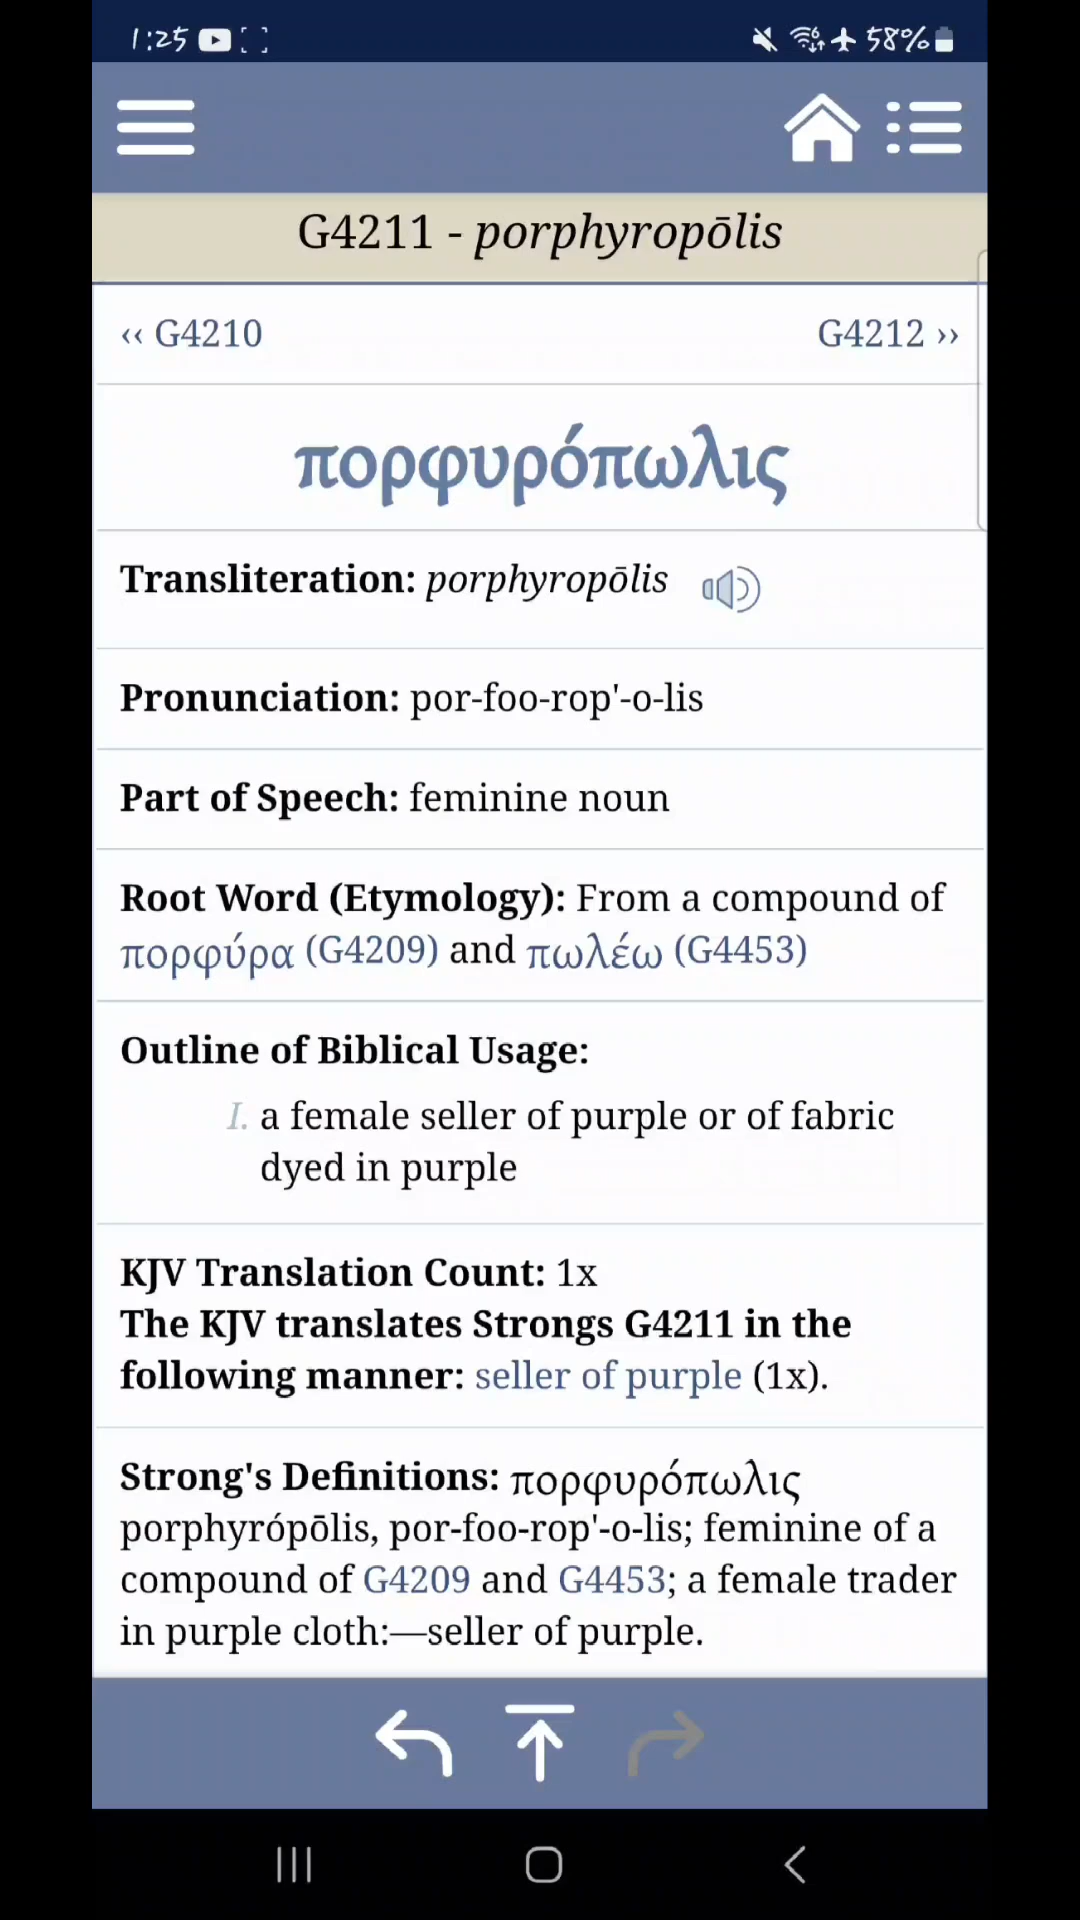 1:25
58%
G4211 - porphyropōlis
‹‹ G4210
G4212 ››
πορφυρόπωλις
Transliteration: porphyropōlis
Pronunciation: por-foo-rop'-o-lis
Part of Speech: feminine noun
Root Word (Etymology): From a compound of
πορφύρα (G4209) and πωλέω (G4453)
Outline of Biblical Usage:
I. a female seller of purple or of fabric
dyed in purple
KJV Translation Count: 1x
The KJV translates Strongs G4211 in the
following manner: seller of purple (1x).
Strong's Definitions: πορφυρόπωλις
porphyrópōlis, por-foo-rop'-o-lis; feminine of a
compound of G4209 and G4453; a female trader
in purple cloth:—seller of purple.